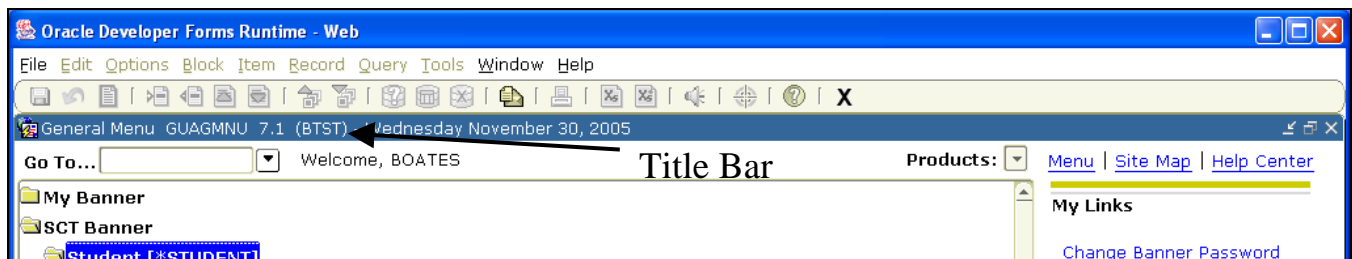 Oracle Developer Forms Runtime - Web
File Edit Options Block Item Record Query Tools Window Help
X
General Menu GUAGMNU 7.1 (BTST) Wednesday November 30, 2005
Go To... Welcome, BOATES Title Bar Products: Menu | Site Map | Help Center
My Banner
My Links
SCT Banner
Student [*STUDENT]
Change Banner Password